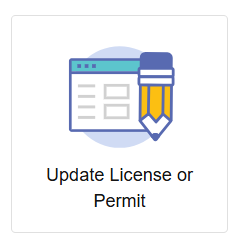 Update License or
Permit